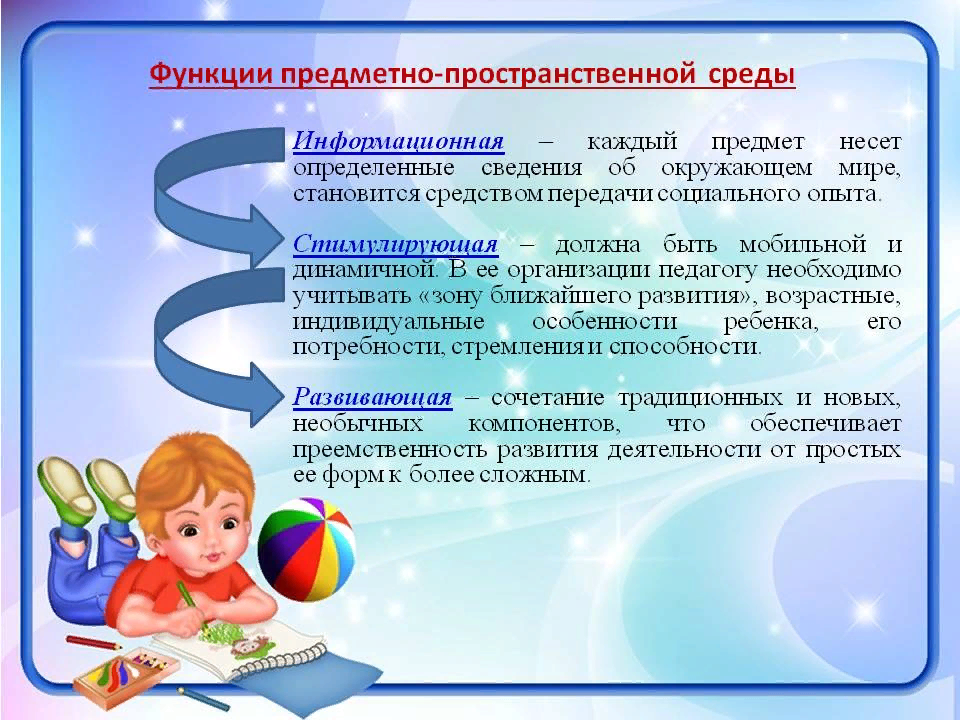 Функции предметно-пространственной среды
Информационная – каждый предмет несет
определенные сведения об окружающем мире,
становится средством передачи социального опыта.
Стимулирующая – должна быть мобильной и
динамичной. В ее организации педагогу необходимо
учитывать «зону ближайшего развития», возрастные,
индивидуальные особенности ребенка, его
потребности, стремления и способности.
Развивающая – сочетание традиционных и новых,
необычных компонентов, что обеспечивает
преемственность развития деятельности от простых
ее форм к более сложным.